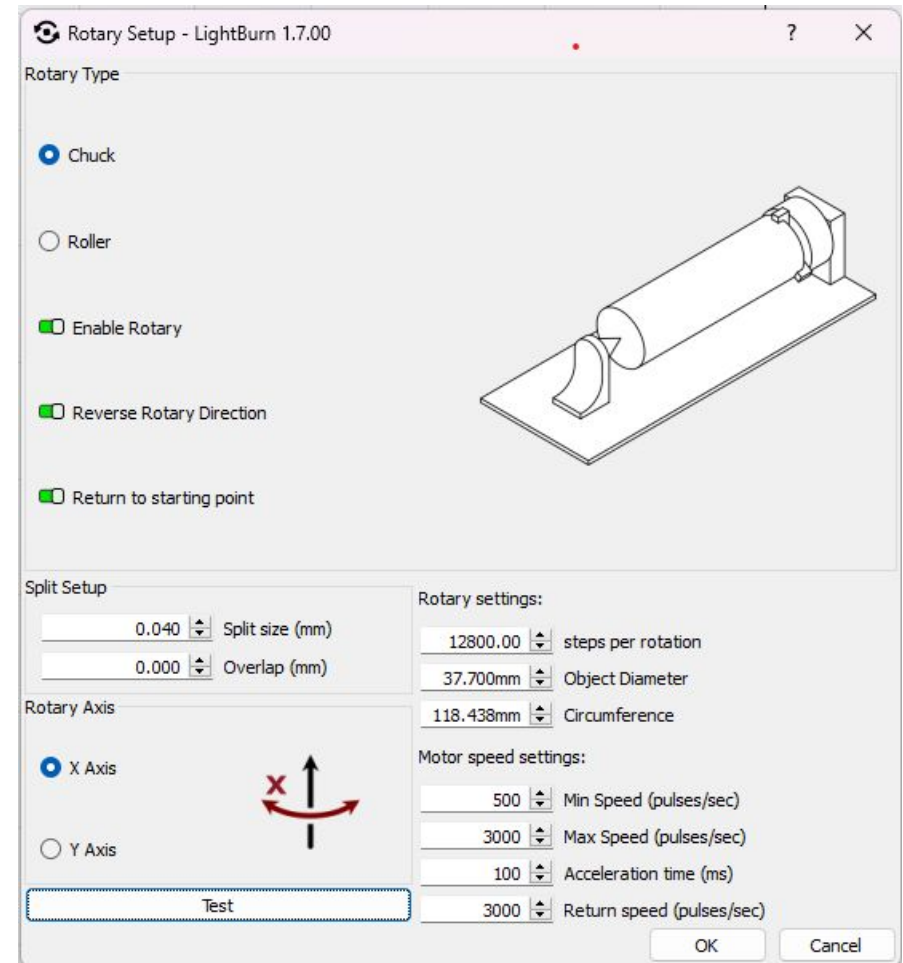 Rotary Setup - LightBurn 1.7.00
?
Rotary Type
Chuck
Roller
Enable Rotary
Reverse Rotary Direction
Return to starting point
Split Setup
0.040 Split size (mm)
0.000 Overlap (mm)
Rotary Axis
X Axis
X
Y Axis
Test
Rotary settings:
12800.00 steps per rotation
37.700mm Object Diameter
118.438mm Circumference
Motor speed settings:
500 Min Speed (pulses/sec)
3000 Max Speed (pulses/sec)
100 Acceleration time (ms)
3000 Return speed (pulses/sec)
OK
Cancel